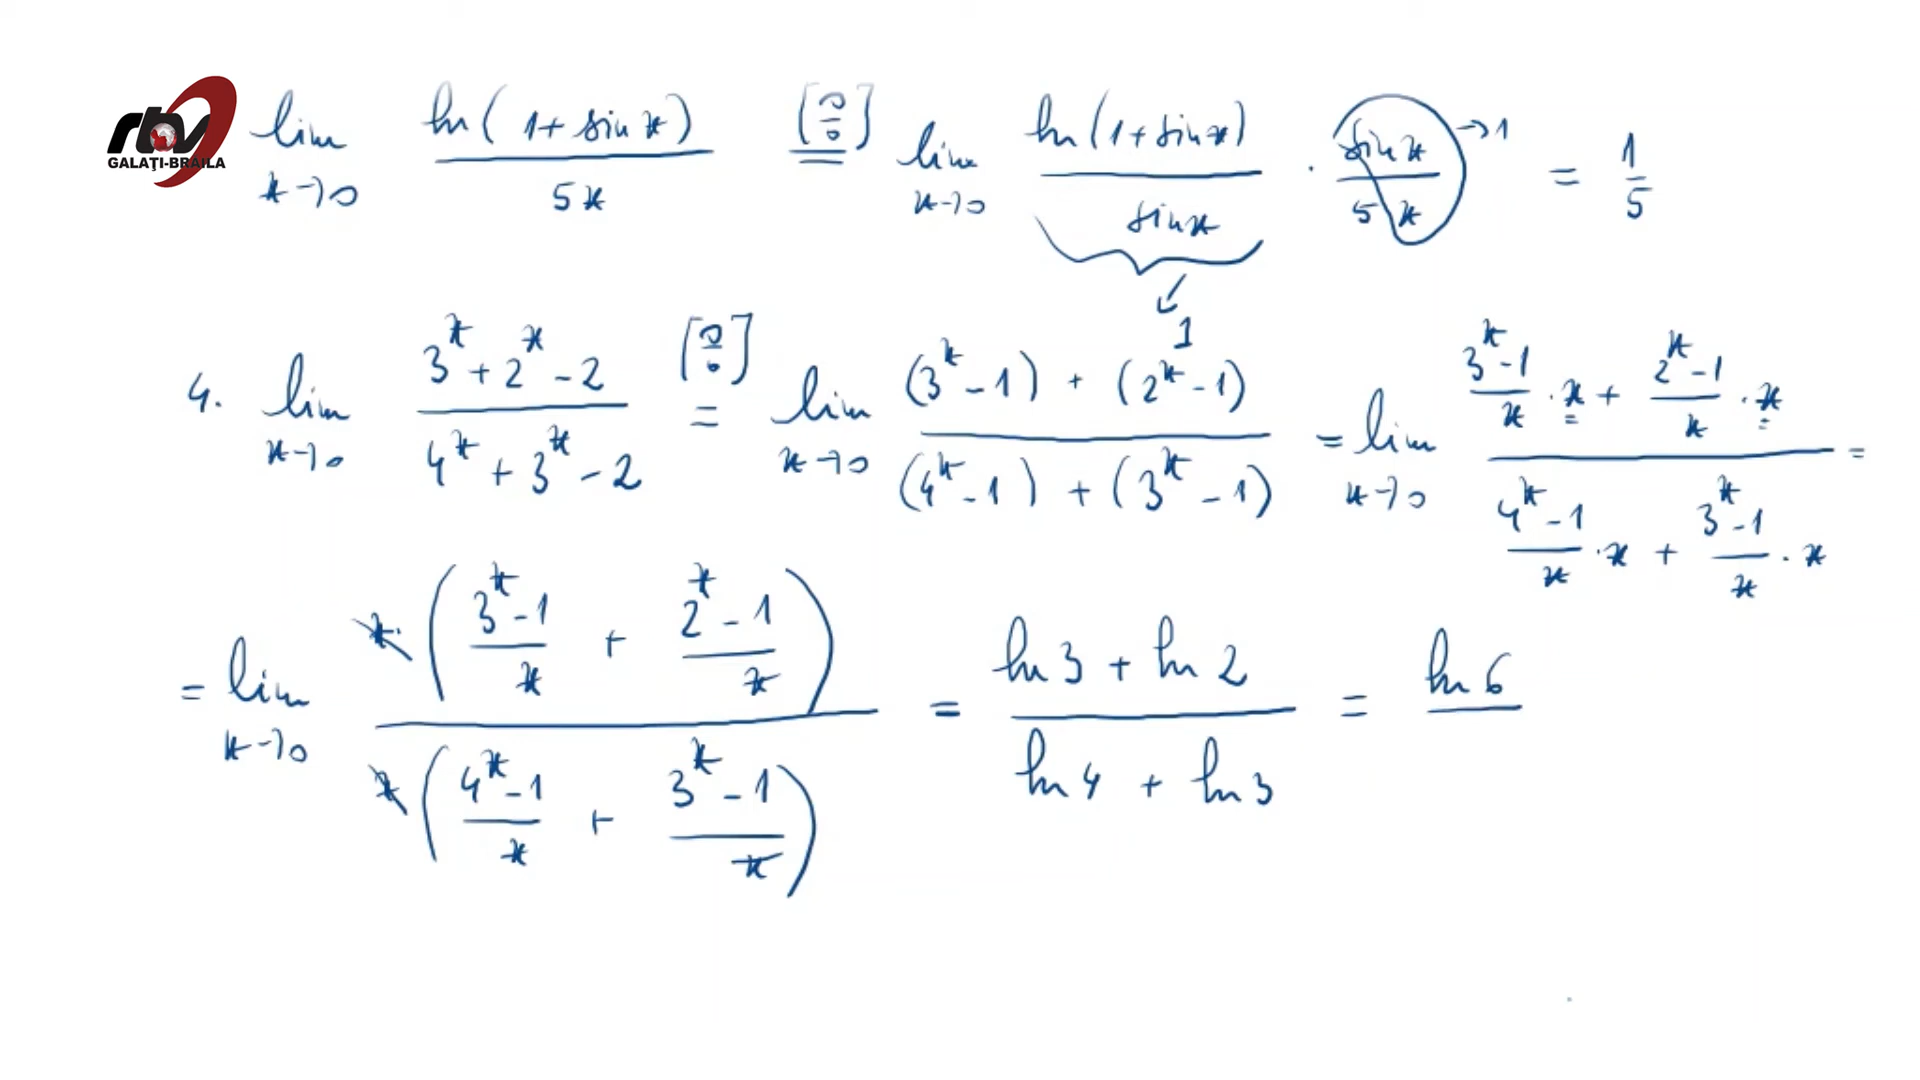 rtv
GALAŢI-BRAILA
lim x→0 ln(1+sin x) / 5x [0/0] = lim x→0 ln(1+sin x) / sin x · sin x / 5x →1 = 1/5
↓ 1
4. lim x→0 (3^x + 2^x - 2) / (4^x + 3^x - 2) [0/0] = lim x→0 ((3^x - 1) + (2^x - 1)) / ((4^x - 1) + (3^x - 1)) = lim x→0 ((3^x - 1)/x · x + (2^x - 1)/x · x) / ((4^x - 1)/x · x + (3^x - 1)/x · x) =
= lim x→0 x·((3^x - 1)/x + (2^x - 1)/x) / x((4^x - 1)/x + (3^x - 1)/x) = (ln 3 + ln 2) / (ln 4 + ln 3) = ln 6 /